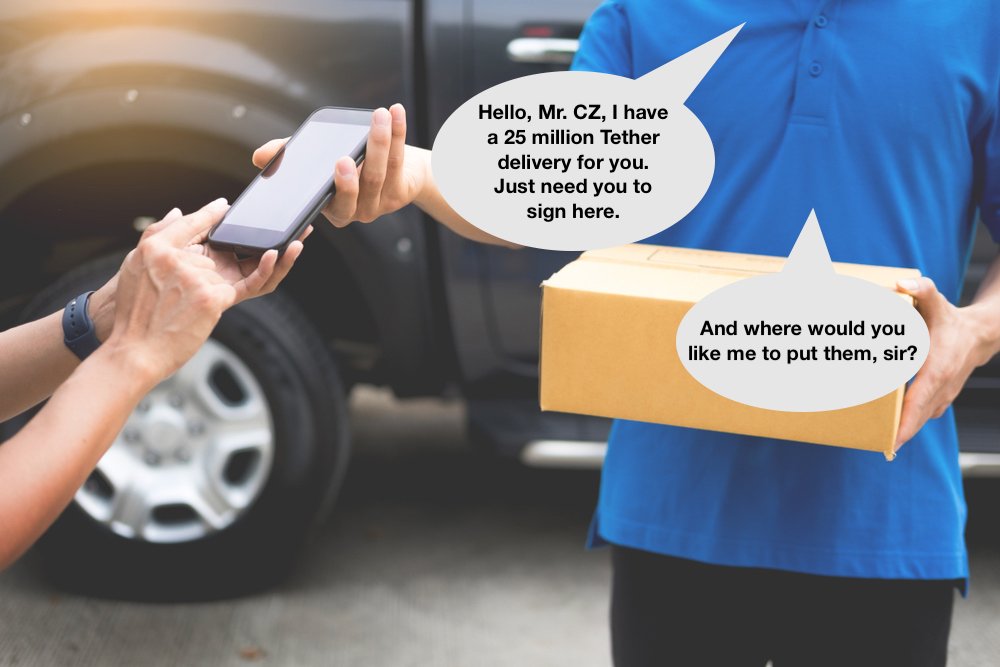 Hello, Mr. CZ, I have
a 25 million Tether
delivery for you.
Just need you to
sign here.
And where would you
like me to put them, sir?